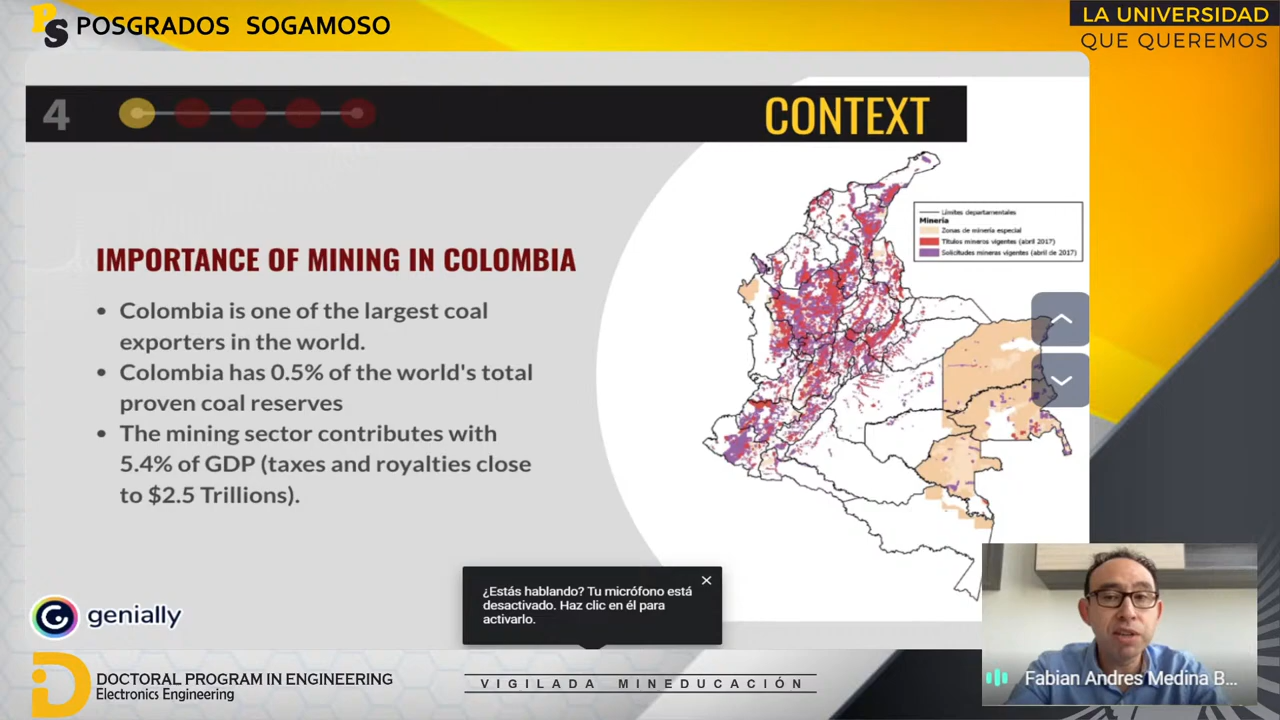 PS POSGRADOS SOGAMOSO
LA UNIVERSIDAD
QUE QUEREMOS
4
CONTEXT
Límites departamentales
Minería
Zonas de minería especial
Títulos mineros vigentes (abril 2017)
Solicitudes mineras vigentes (abril de 2017)
IMPORTANCE OF MINING IN COLOMBIA
• Colombia is one of the largest coal
exporters in the world.
• Colombia has 0.5% of the world's total
proven coal reserves
• The mining sector contributes with
5.4% of GDP (taxes and royalties close
to $2.5 Trillions).
¿Estás hablando? Tu micrófono está
desactivado. Haz clic en él para
activarlo.
genially
DOCTORAL PROGRAM IN ENGINEERING
Electronics Engineering
VIGILADA MINEDUCACIÓN
Fabian Andres Medina B...